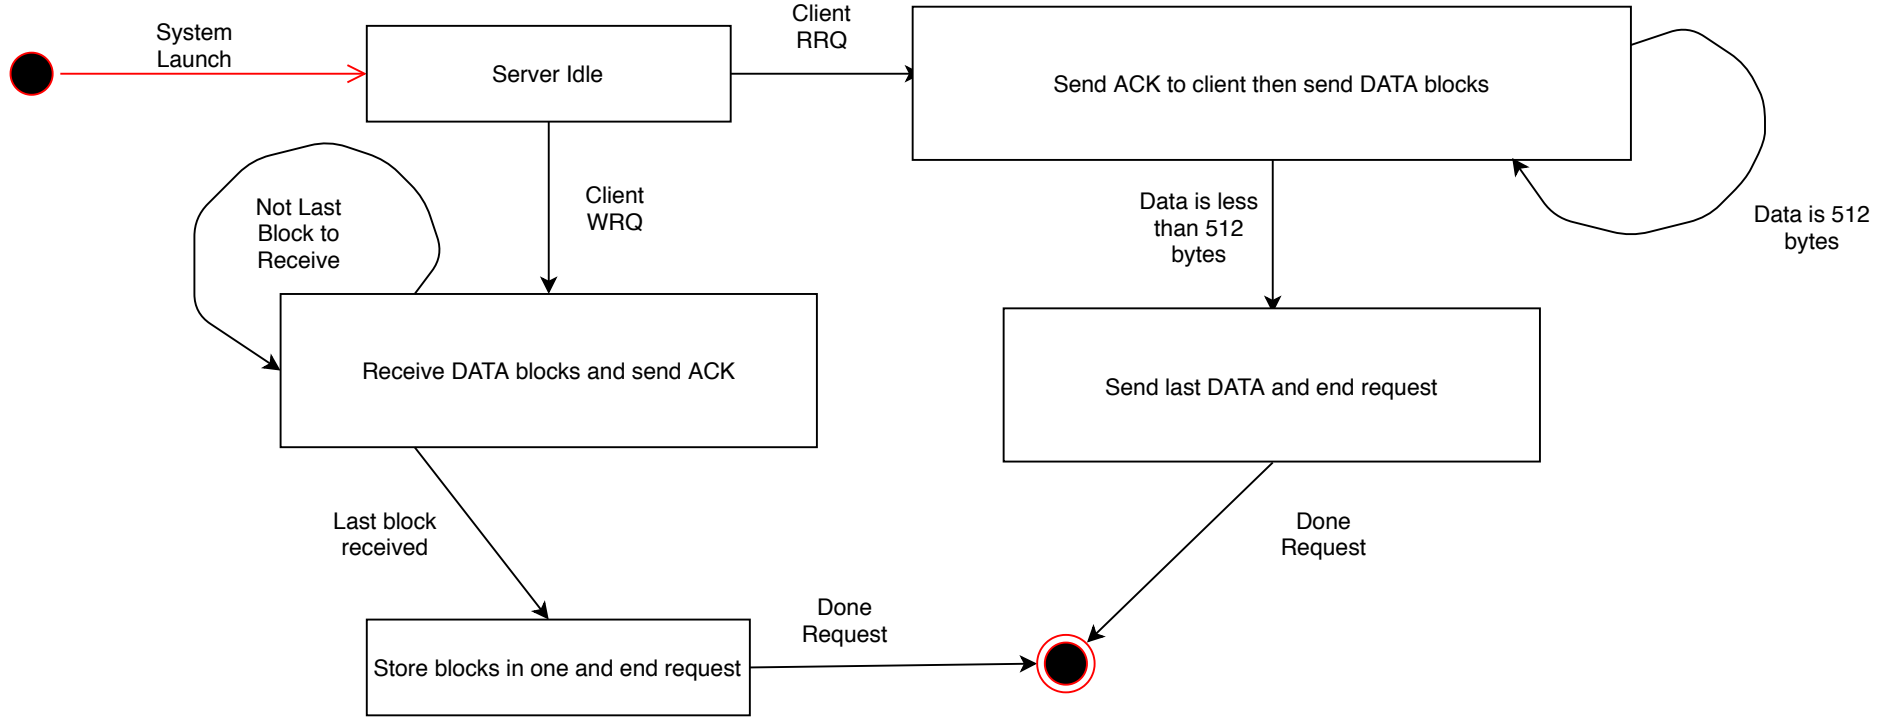 System
Launch
Server Idle
Client
RRQ
Send ACK to client then send DATA blocks
Data is 512
bytes
Client
WRQ
Not Last
Block to
Receive
Data is less
than 512
bytes
Receive DATA blocks and send ACK
Send last DATA and end request
Last block
received
Done
Request
Done
Request
Store blocks in one and end request